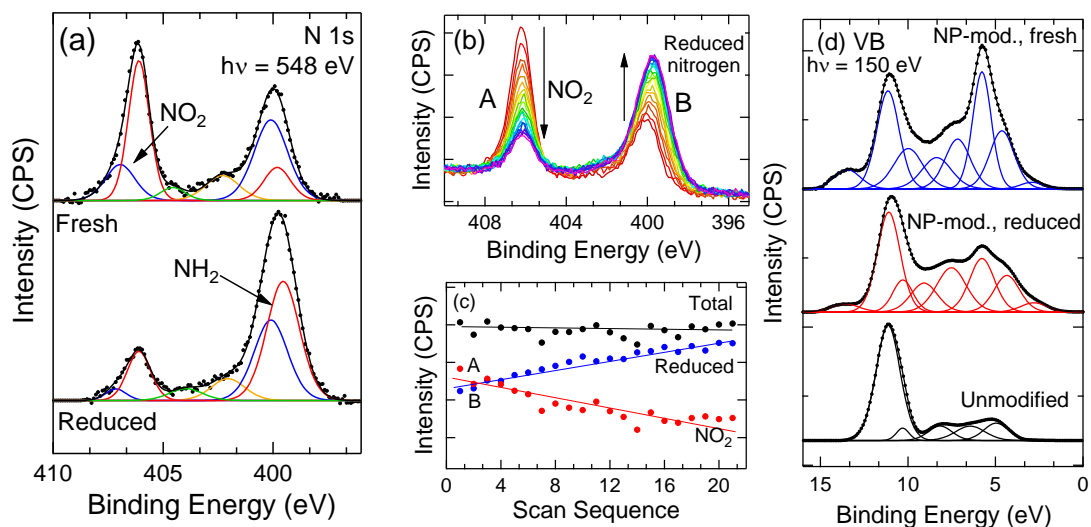 (a)
N 1s
hν = 548 eV
NO2
Fresh
NH2
Reduced
Intensity (CPS)
410 405 400
Binding Energy (eV)
(b)
Reduced
nitrogen
A
NO2
B
Intensity (CPS)
408 404 400 396
Binding Energy (eV)
(c)
Total
A
Reduced
B
NO2
Intensity (CPS)
0 4 8 12 16 20
Scan Sequence
(d) VB
NP-mod., fresh
hν = 150 eV
NP-mod., reduced
Unmodified
Intensity (CPS)
15 10 5 0
Binding Energy (eV)